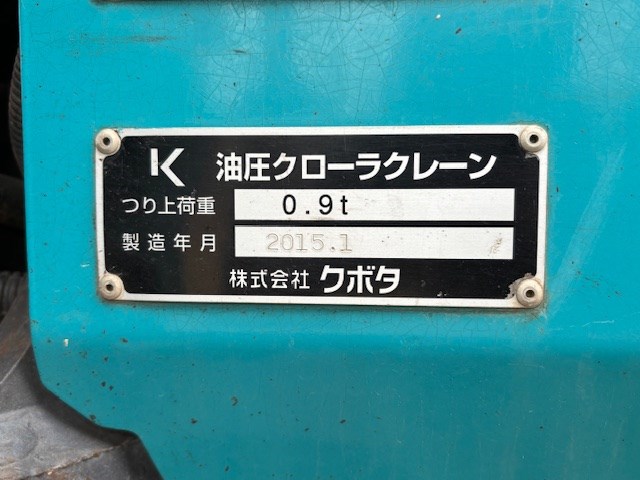 K 油圧クローラクレーン
つり上荷重 0.9t
製造年月 2015.1
株式会社 クボタ